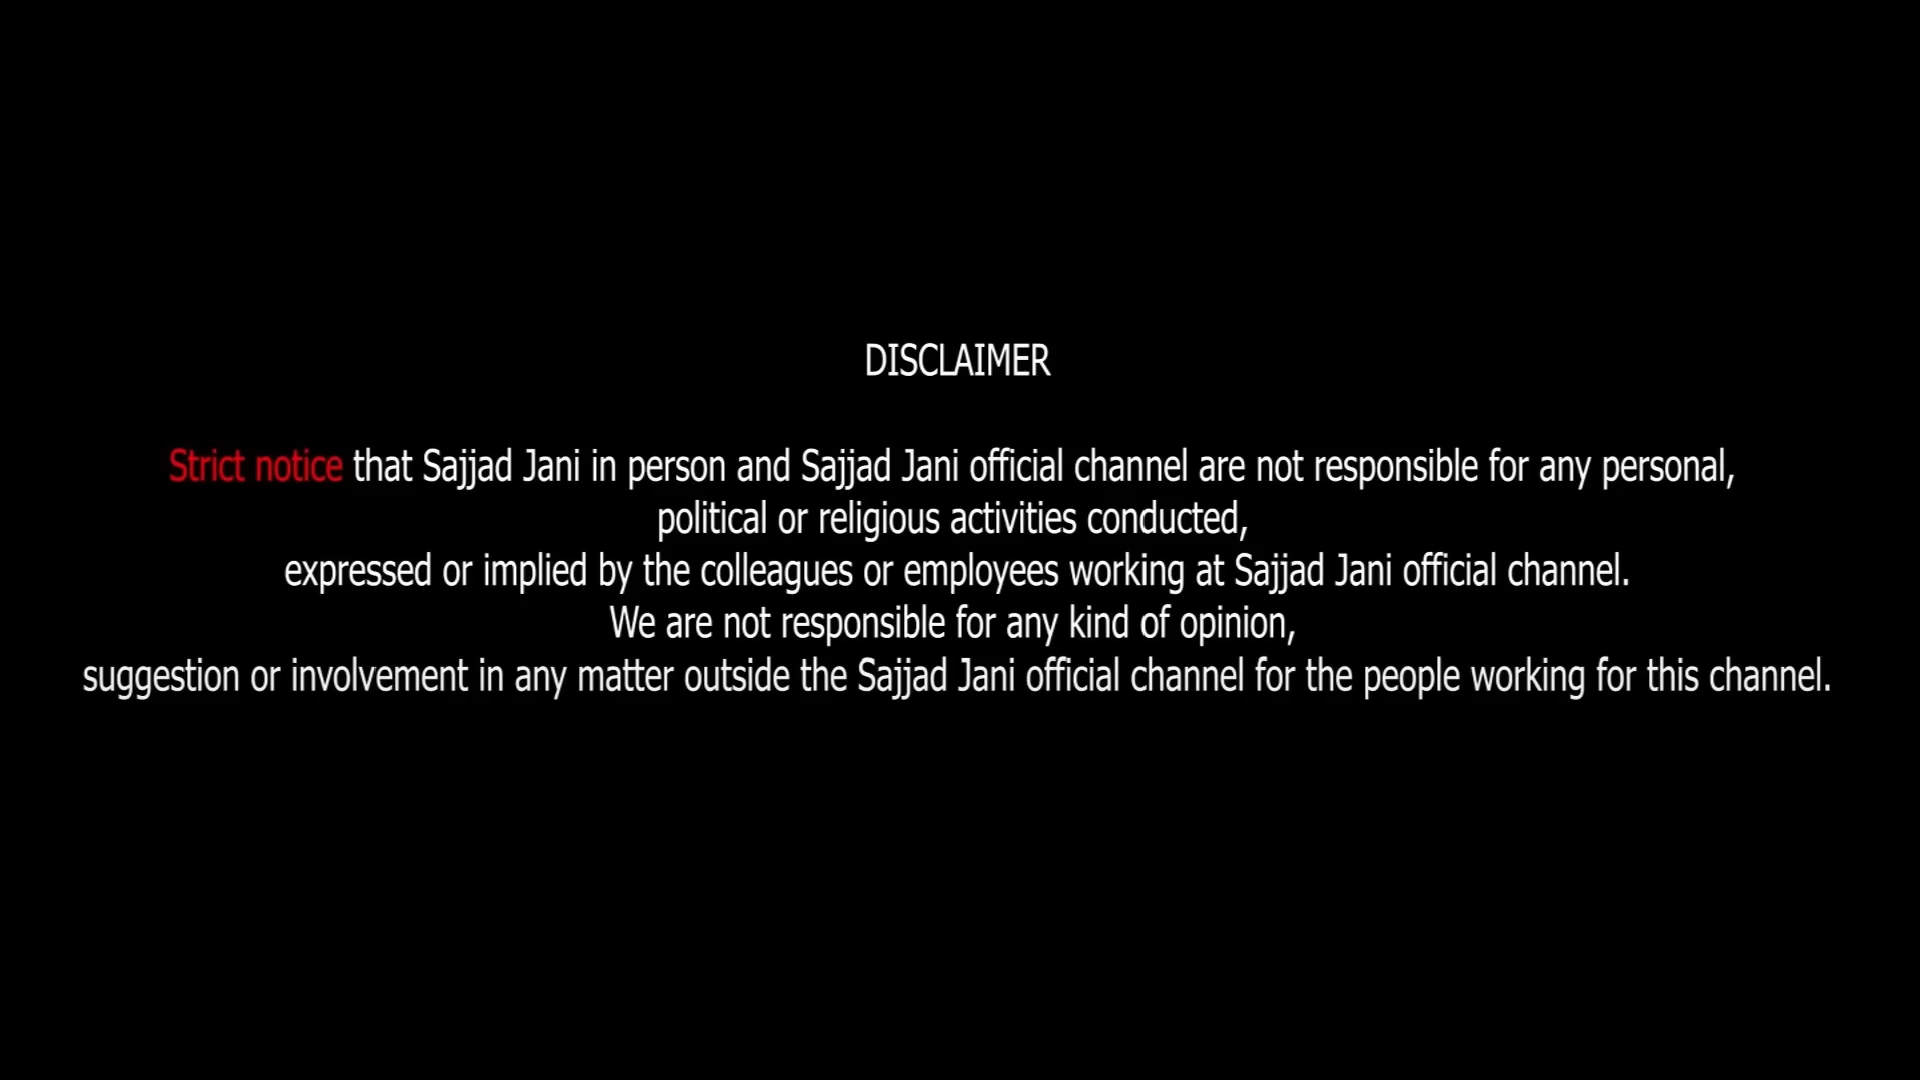 DISCLAIMER
Strict notice that Sajjad Jani in person and Sajjad Jani official channel are not responsible for any personal,
political or religious activities conducted,
expressed or implied by the colleagues or employees working at Sajjad Jani official channel.
We are not responsible for any kind of opinion,
suggestion or involvement in any matter outside the Sajjad Jani official channel for the people working for this channel.